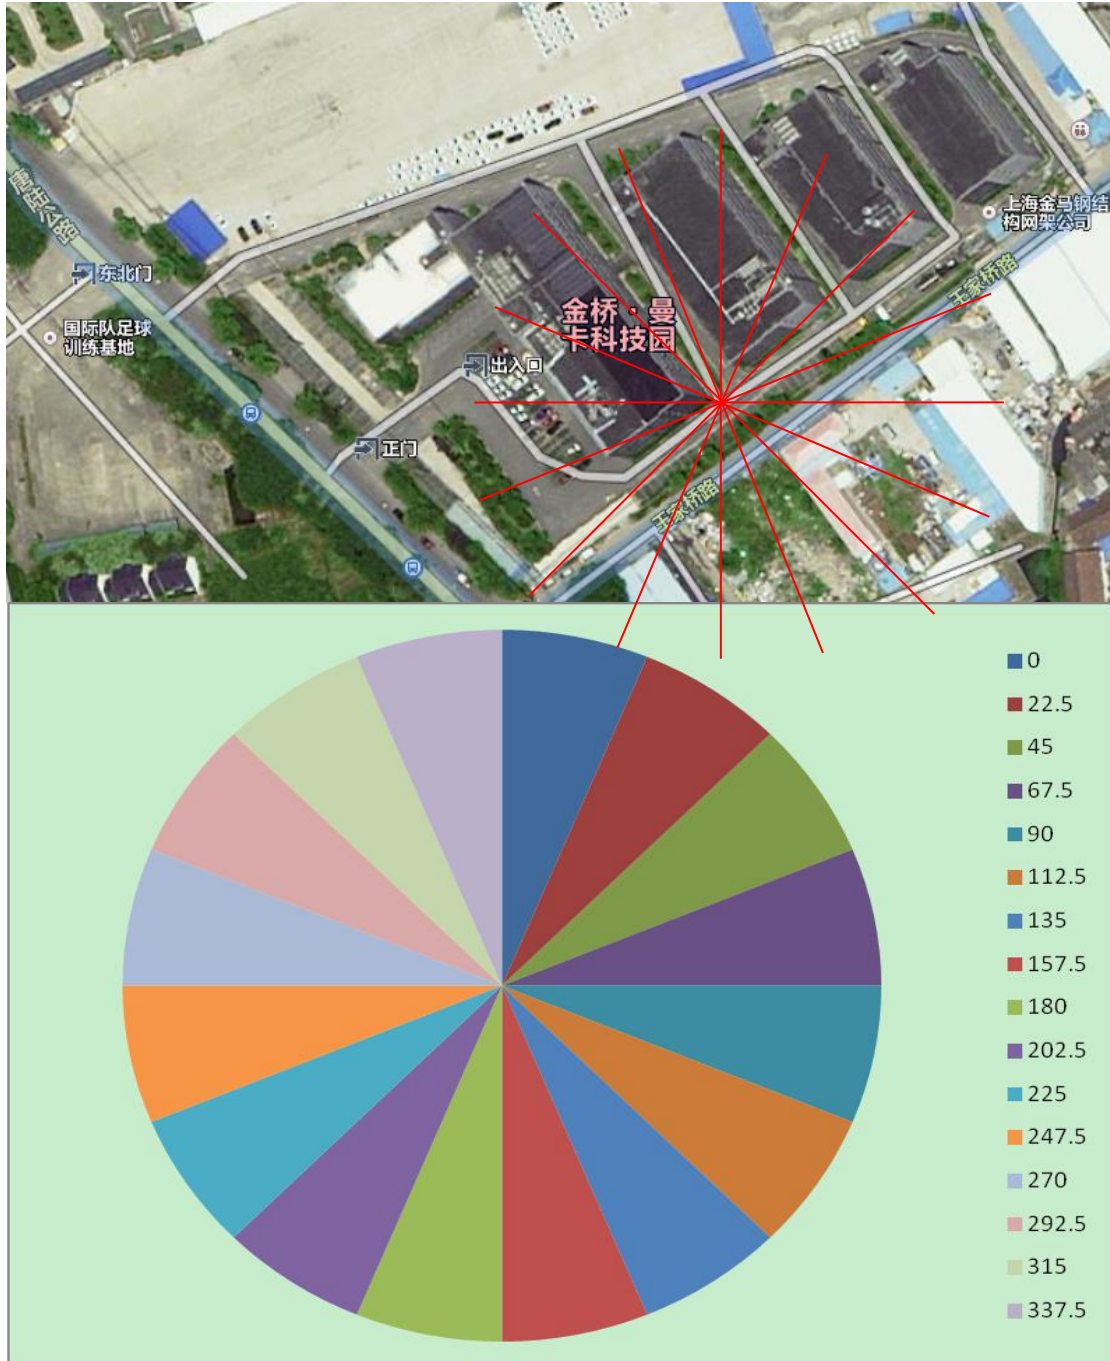 唐陆公路
东北门
国际队足球
训练基地
出入口
正门
金桥·曼
卡科技园
上海金马钢结
构网架公司
王家桥路
王家桥路
0
22.5
45
67.5
90
112.5
135
157.5
180
202.5
225
247.5
270
292.5
315
337.5